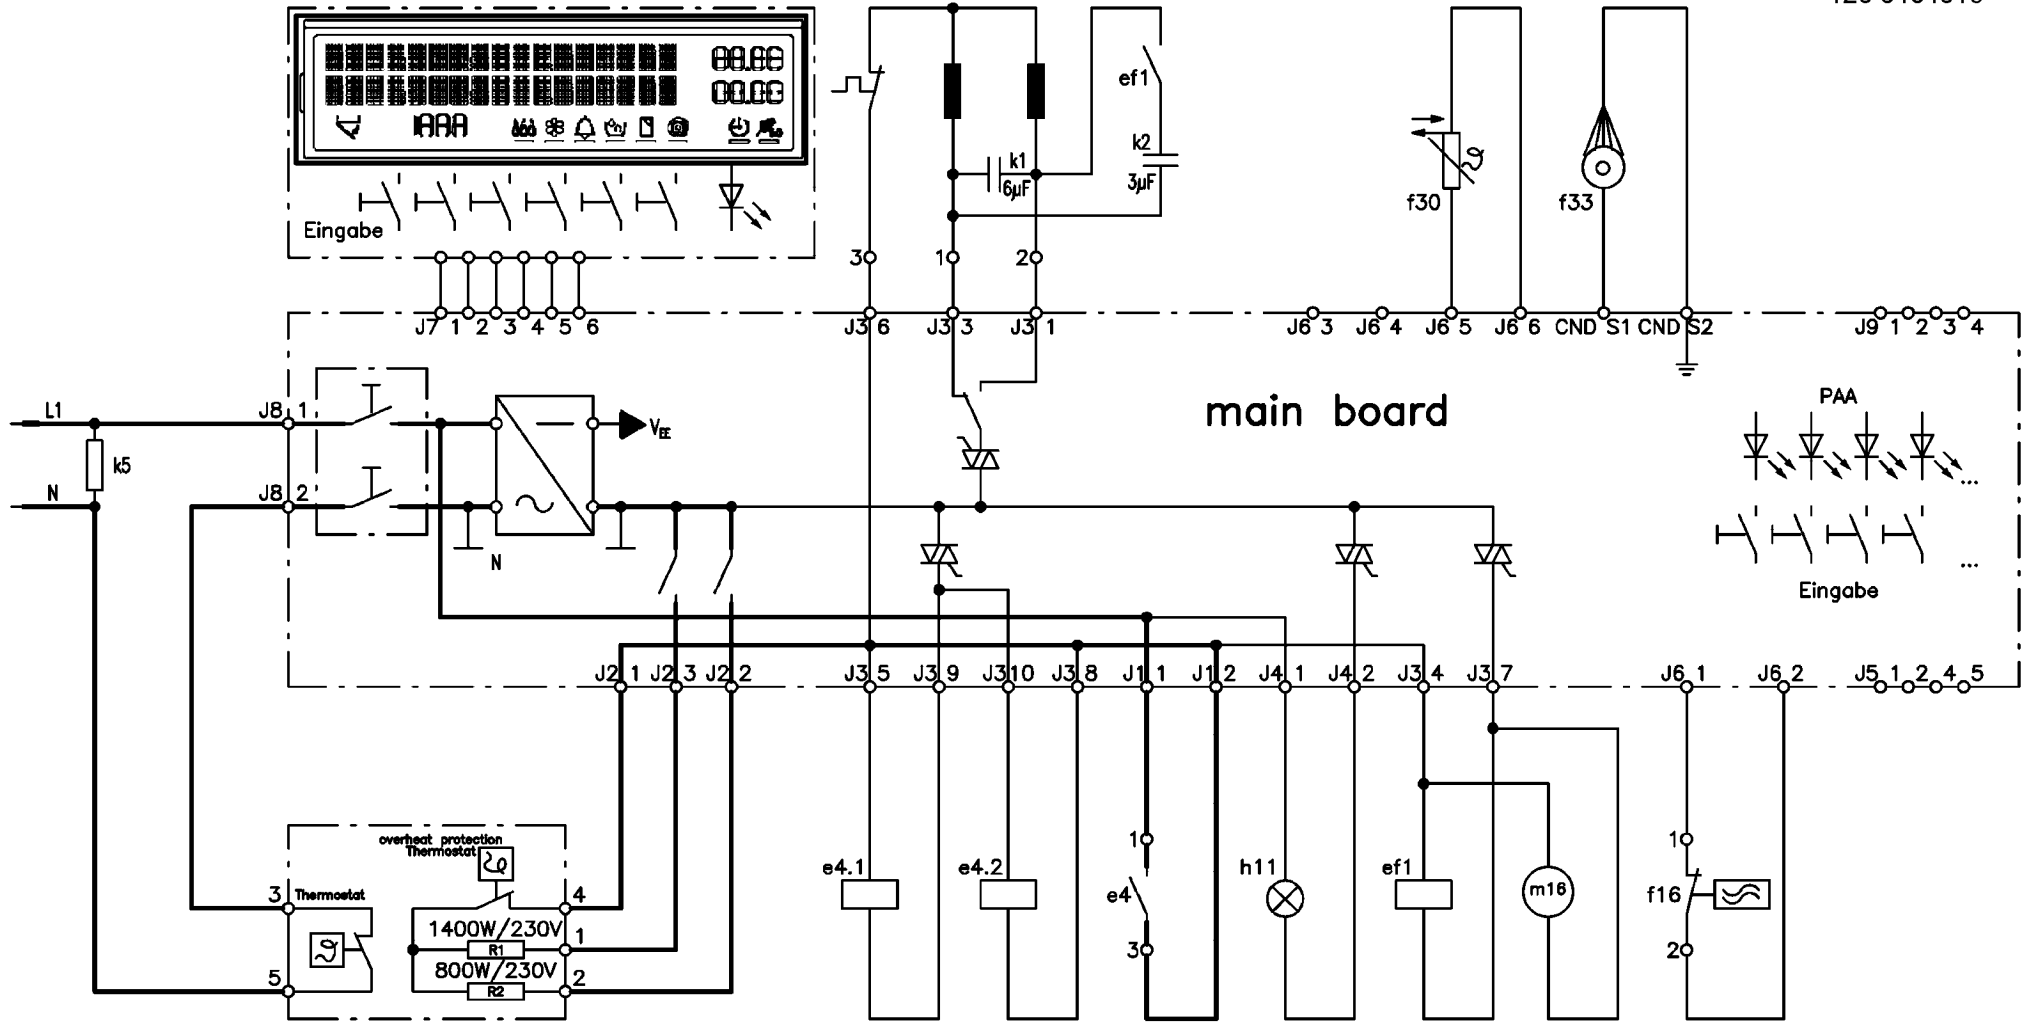 ef1
k1
6µF
k2
3µF
f30
f33
Eingabe
3 1 2
J7 1 2 3 4 5 6
J3 6 J3 3 J3 1
J6 3 J6 4 J6 5 J6 6 CND S1 CND S2
J9 1 2 3 4
L1
J8 1
VEE
main board
PAA
k5
N
J8 2
N
...
...
Eingabe
J2 1 J2 3 J2 2
J3 5 J3 9 J3 10 J3 8 J1 1 J1 2 J4 1 J4 2 J3 4 J3 7
J6 1 J6 2
J5 1 2 4 5
overheat protection
Thermostat
3 Thermostat 4
1400W/230V 1
R1
800W/230V 2
R2
5
e4.1
e4.2
1
e4
3
h11
ef1
m16
1
f16
2